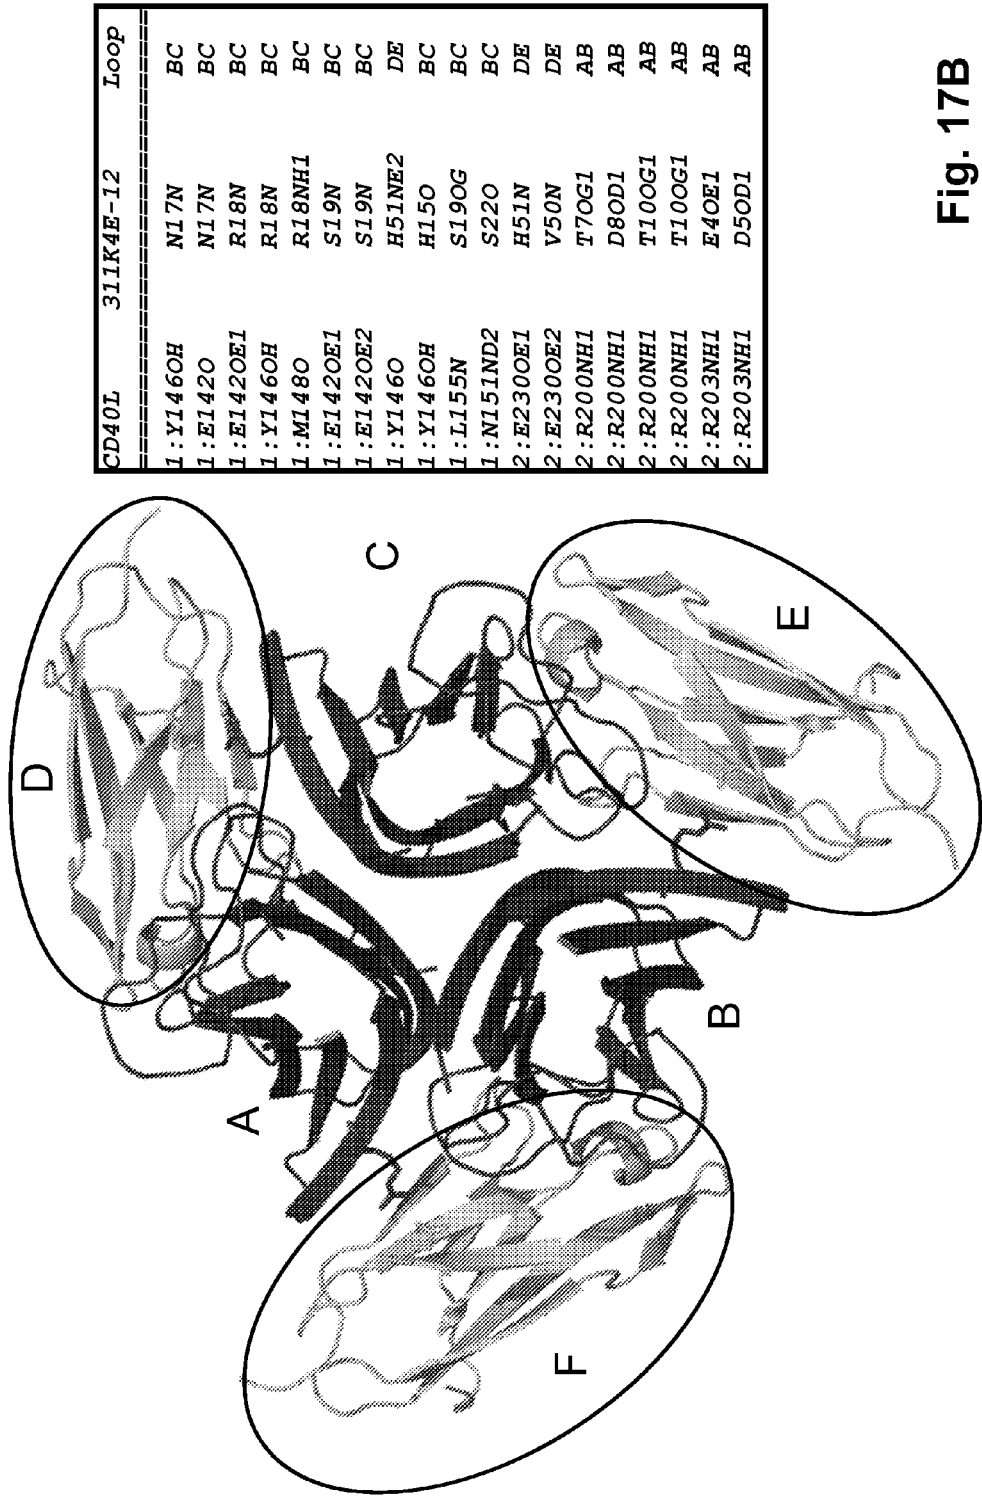 CD40L 311K4E-12 Loop
1:Y146OH N17N BC
1:E142O N17N BC
1:E142OE1 R18N BC
1:Y146OH R18N BC
1:M148O R18NH1 BC
1:E142OE1 S19N BC
1:E142OE2 S19N BC
1:Y146O H51NE2 DE
1:Y146OH H15O BC
1:L155N S19OG BC
1:N151ND2 S22O BC
2:E230OE1 H51N DE
2:E230OE2 V50N DE
2:R200NH1 T7OG1 AB
2:R200NH1 D8OD1 AB
2:R200NH1 T10OG1 AB
2:R200NH1 T10OG1 AB
2:R203NH1 E4OE1 AB
2:R203NH1 D5OD1 AB
D
A
C
F
B
E
Fig. 17B